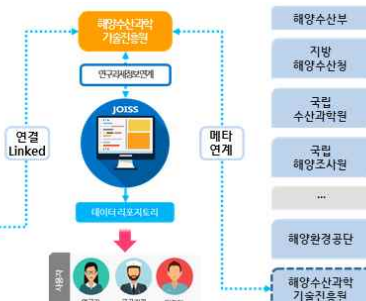 해양수산과학
기술진흥원
연구과제정보연계
JOISS
연결
Linked
메타
연계
데이터 리포지토리
사용자
해양수산부
지방
해양수산청
국립
수산과학원
국립
해양조사원
...
해양환경공단
해양수산과학
기술진흥원